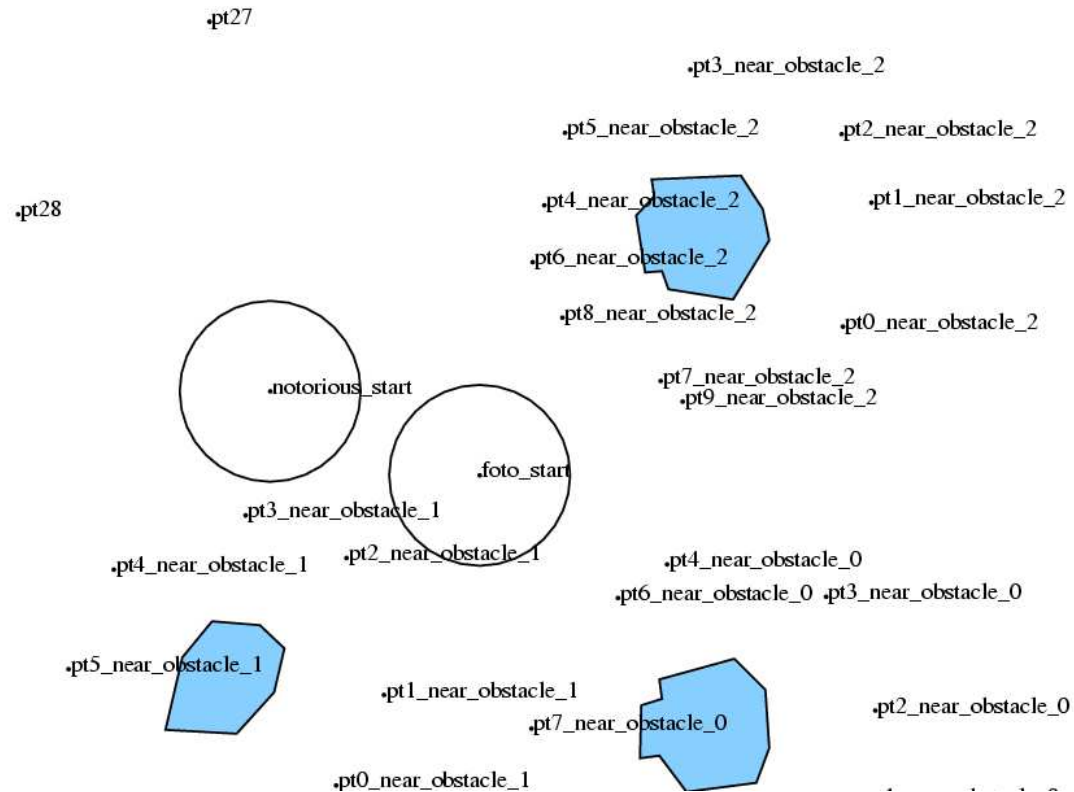 pt27
pt3_near_obstacle_2
pt5_near_obstacle_2
pt2_near_obstacle_2
pt4_near_obstacle_2
pt1_near_obstacle_2
pt28
pt6_near_obstacle_2
pt8_near_obstacle_2
pt0_near_obstacle_2
pt7_near_obstacle_2
notorious_start
pt9_near_obstacle_2
foto_start
pt3_near_obstacle_1
pt2_near_obstacle_1
pt4_near_obstacle_1
pt4_near_obstacle_0
pt6_near_obstacle_0
pt3_near_obstacle_0
pt5_near_obstacle_1
pt1_near_obstacle_1
pt2_near_obstacle_0
pt7_near_obstacle_0
pt0_near_obstacle_1